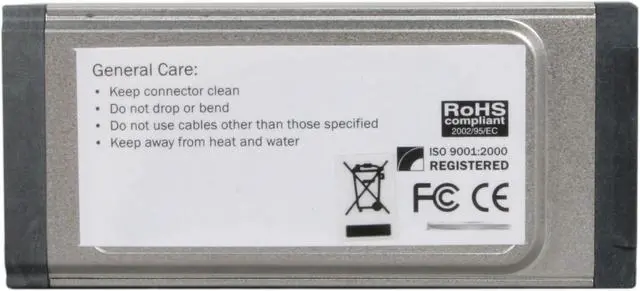 General Care:
• Keep connector clean
• Do not drop or bend
• Do not use cables other than those specified
• Keep away from heat and water
RoHS
compliant
2002/95/EC
ISO 9001:2000
REGISTERED
FC CE